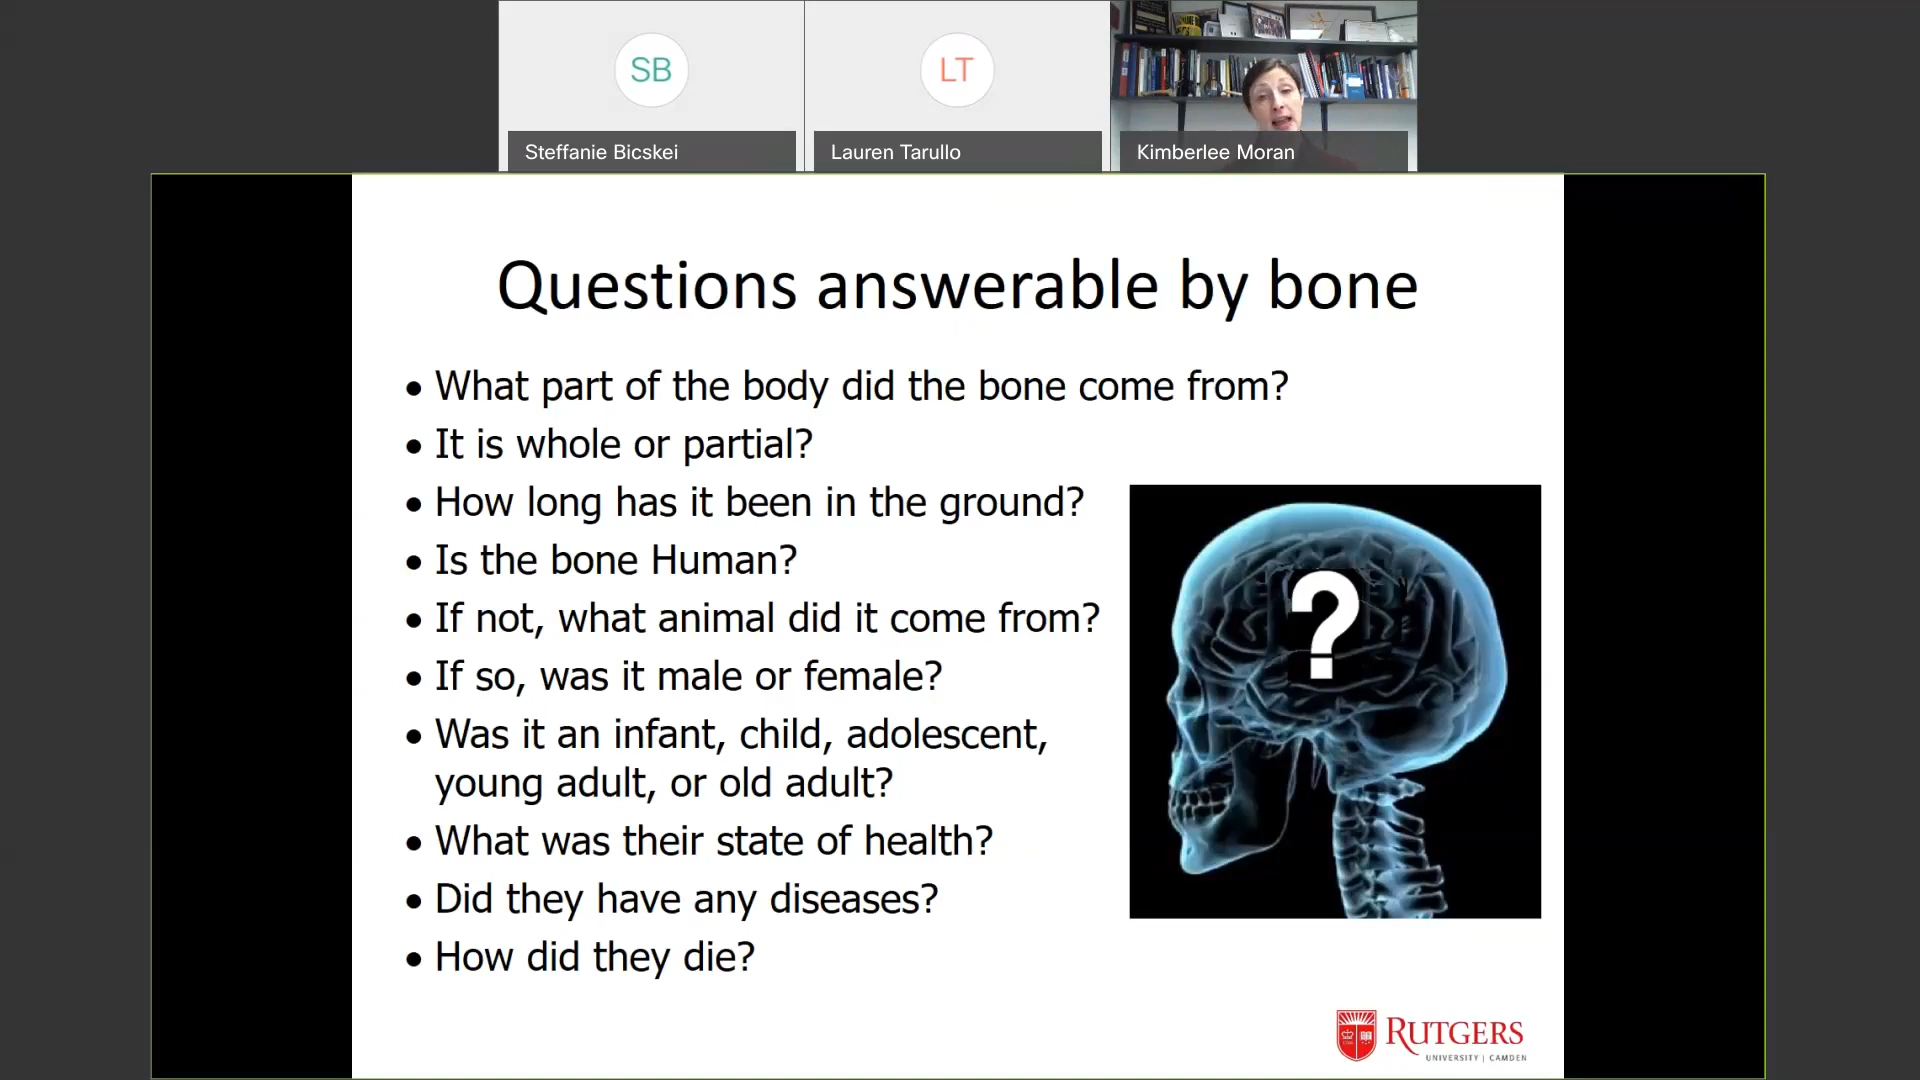 SB
LT
Steffanie Bicskei
Lauren Tarullo
Kimberlee Moran
Questions answerable by bone
• What part of the body did the bone come from?
• It is whole or partial?
• How long has it been in the ground?
• Is the bone Human?
• If not, what animal did it come from?
• If so, was it male or female?
• Was it an infant, child, adolescent,
young adult, or old adult?
• What was their state of health?
• Did they have any diseases?
• How did they die?
?
RUTGERS
UNIVERSITY | CAMDEN